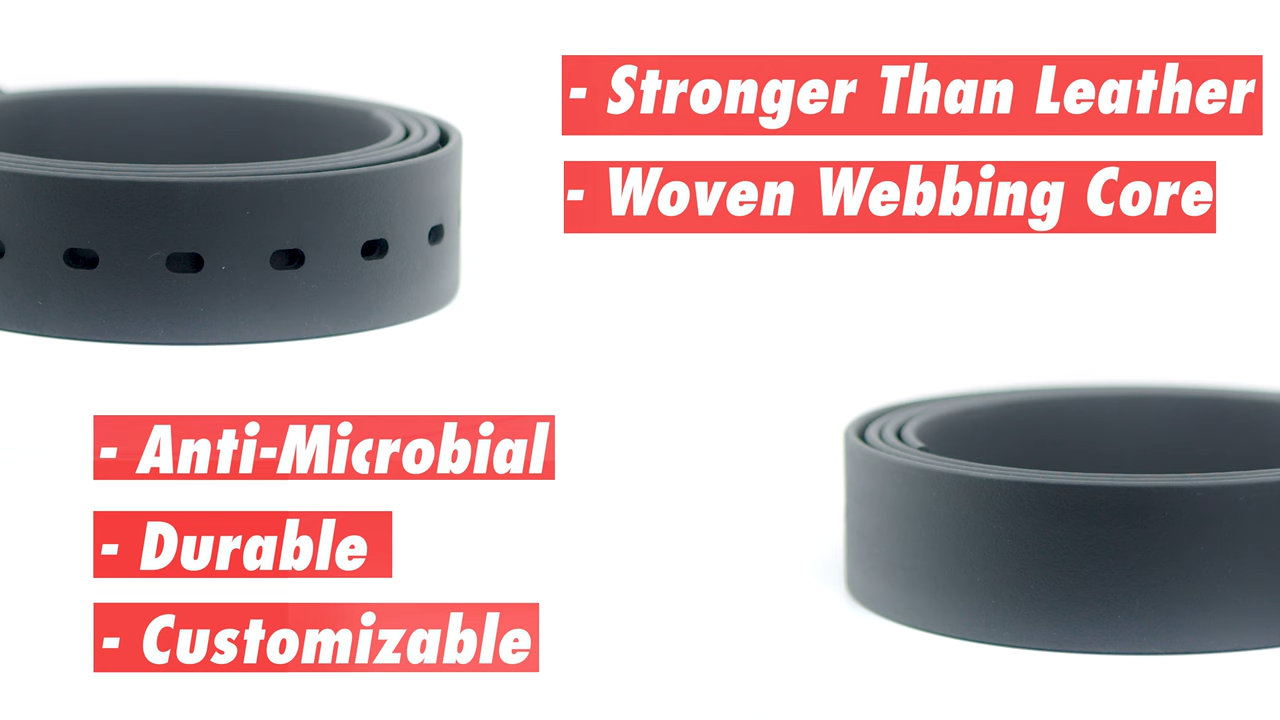 - Stronger Than Leather
- Woven Webbing Core
- Anti-Microbial
- Durable
- Customizable